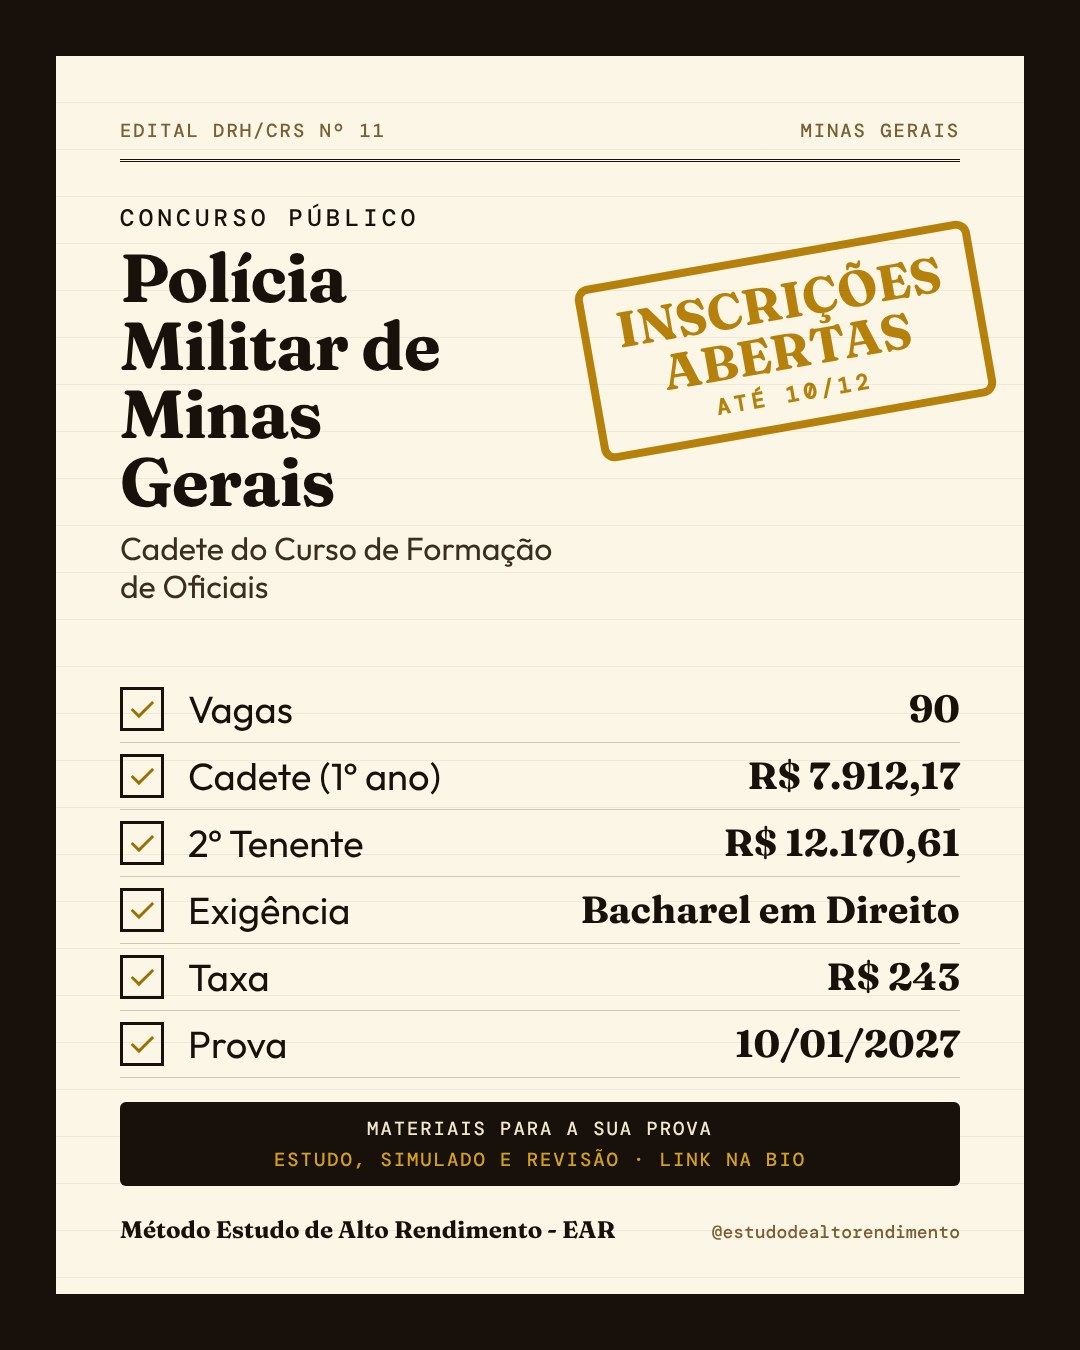 EDITAL DRH/CRS Nº 11
MINAS GERAIS
CONCURSO PÚBLICO
Polícia
Militar de
Minas
Gerais
INSCRIÇÕES
ABERTAS
ATÉ 10/12
Cadete do Curso de Formação
de Oficiais
Vagas 90
Cadete (1º ano) R$ 7.912,17
2º Tenente R$ 12.170,61
Exigência Bacharel em Direito
Taxa R$ 243
Prova 10/01/2027
MATERIAIS PARA A SUA PROVA
ESTUDO, SIMULADO E REVISÃO · LINK NA BIO
Método Estudo de Alto Rendimento - EAR
@estudodealtorendimento